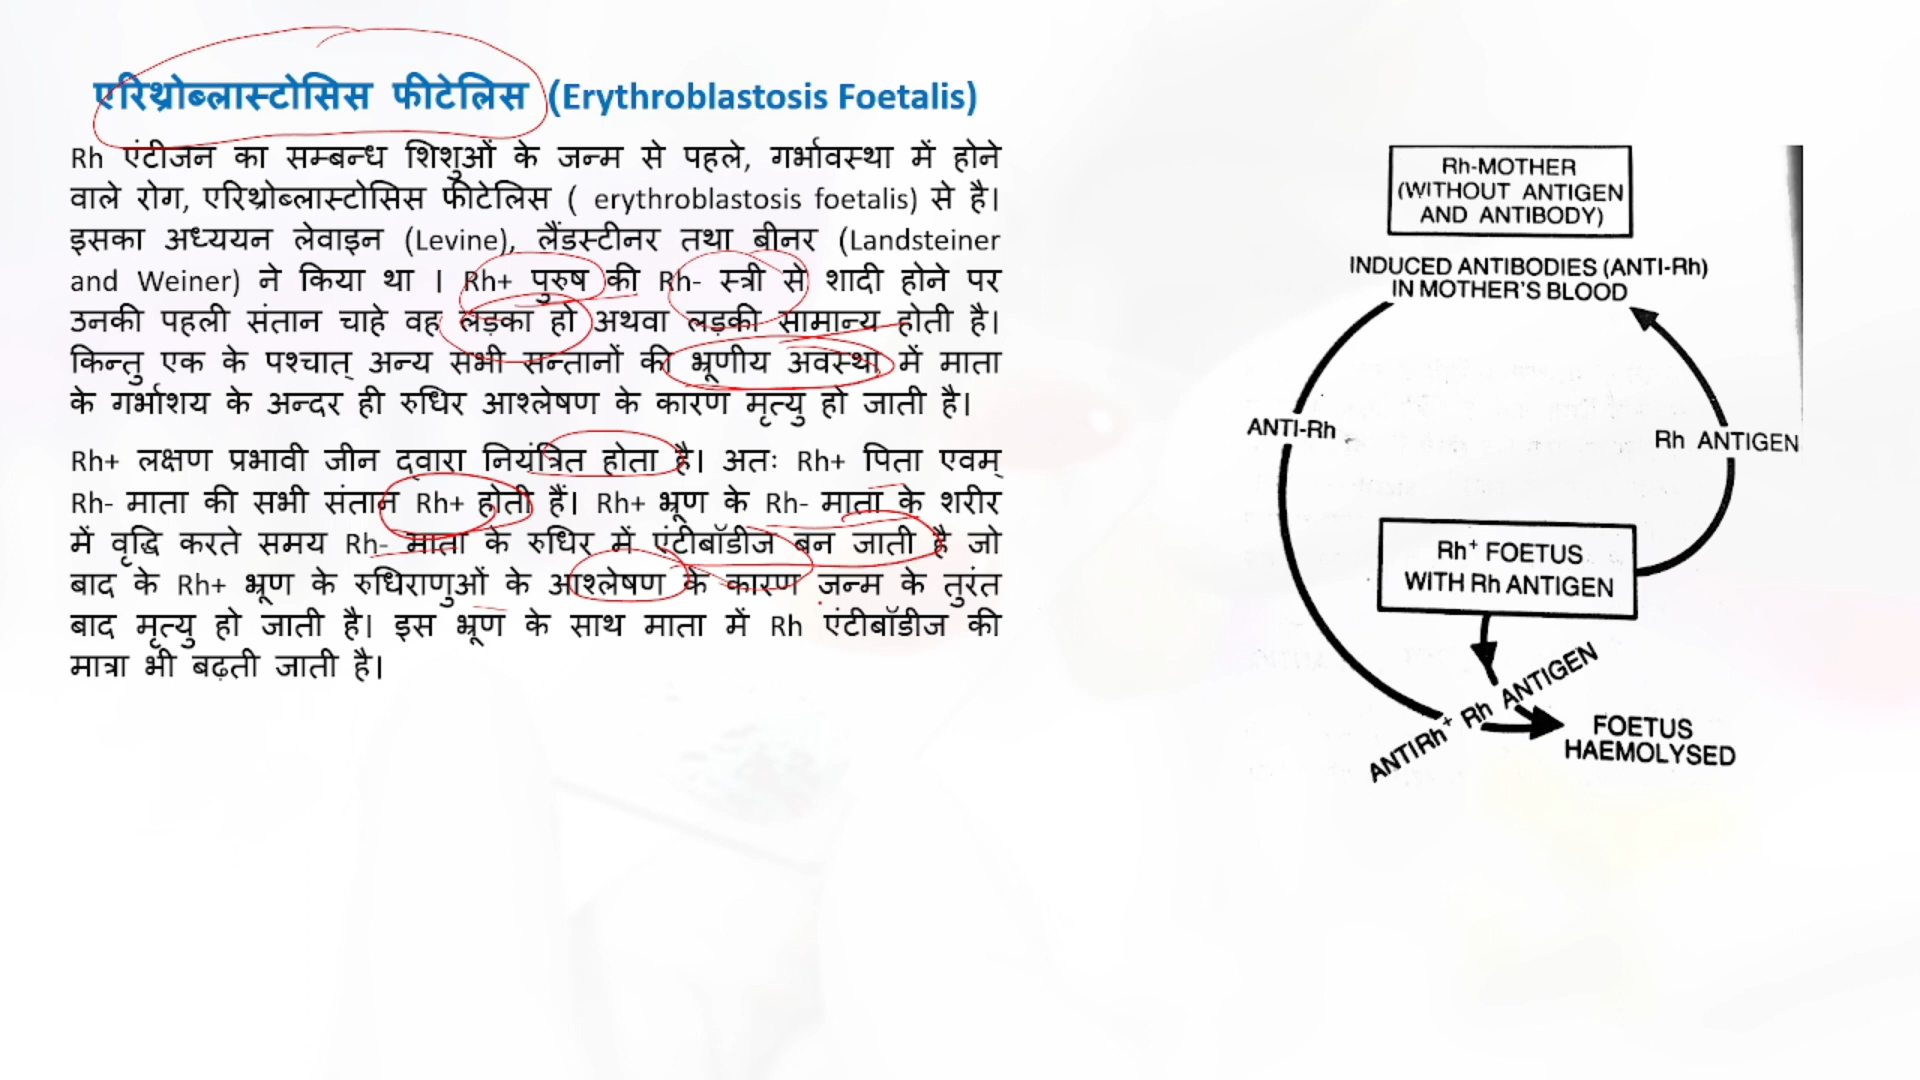 एरिथ्रोब्लास्टोसिस फीटेलिस (Erythroblastosis Foetalis)
Rh एंटीजन का सम्बन्ध शिशुओं के जन्म से पहले, गर्भावस्था में होने
वाले रोग, एरिथ्रोब्लास्टोसिस फीटेलिस ( erythroblastosis foetalis) से है।
इसका अध्ययन लेवाइन (Levine), लैंडस्टीनर तथा बीनर (Landsteiner
and Weiner) ने किया था । Rh+ पुरुष की Rh- स्त्री से शादी होने पर
उनकी पहली संतान चाहे वह लड़का हो अथवा लड़की सामान्य होती है।
किन्तु एक के पश्चात् अन्य सभी सन्तानों की भ्रूणीय अवस्था में माता
के गर्भाशय के अन्दर ही रुधिर आश्लेषण के कारण मृत्यु हो जाती है।
Rh+ लक्षण प्रभावी जीन द्वारा नियंत्रित होता है। अतः Rh+ पिता एवम्
Rh- माता की सभी संतान Rh+ होती हैं। Rh+ भ्रूण के Rh- माता के शरीर
में वृद्धि करते समय Rh- माता के रुधिर में एंटीबॉडीज बन जाती है जो
बाद के Rh+ भ्रूण के रुधिराणुओं के आश्लेषण के कारण जन्म के तुरंत
बाद मृत्यु हो जाती है। इस भ्रूण के साथ माता में Rh एंटीबॉडीज की
मात्रा भी बढ़ती जाती है।
Rh-MOTHER
(WITHOUT ANTIGEN
AND ANTIBODY)
INDUCED ANTIBODIES (ANTI-Rh)
IN MOTHER'S BLOOD
ANTI-Rh
Rh ANTIGEN
Rh+ FOETUS
WITH Rh ANTIGEN
ANTIRh+ Rh ANTIGEN
FOETUS
HAEMOLYSED